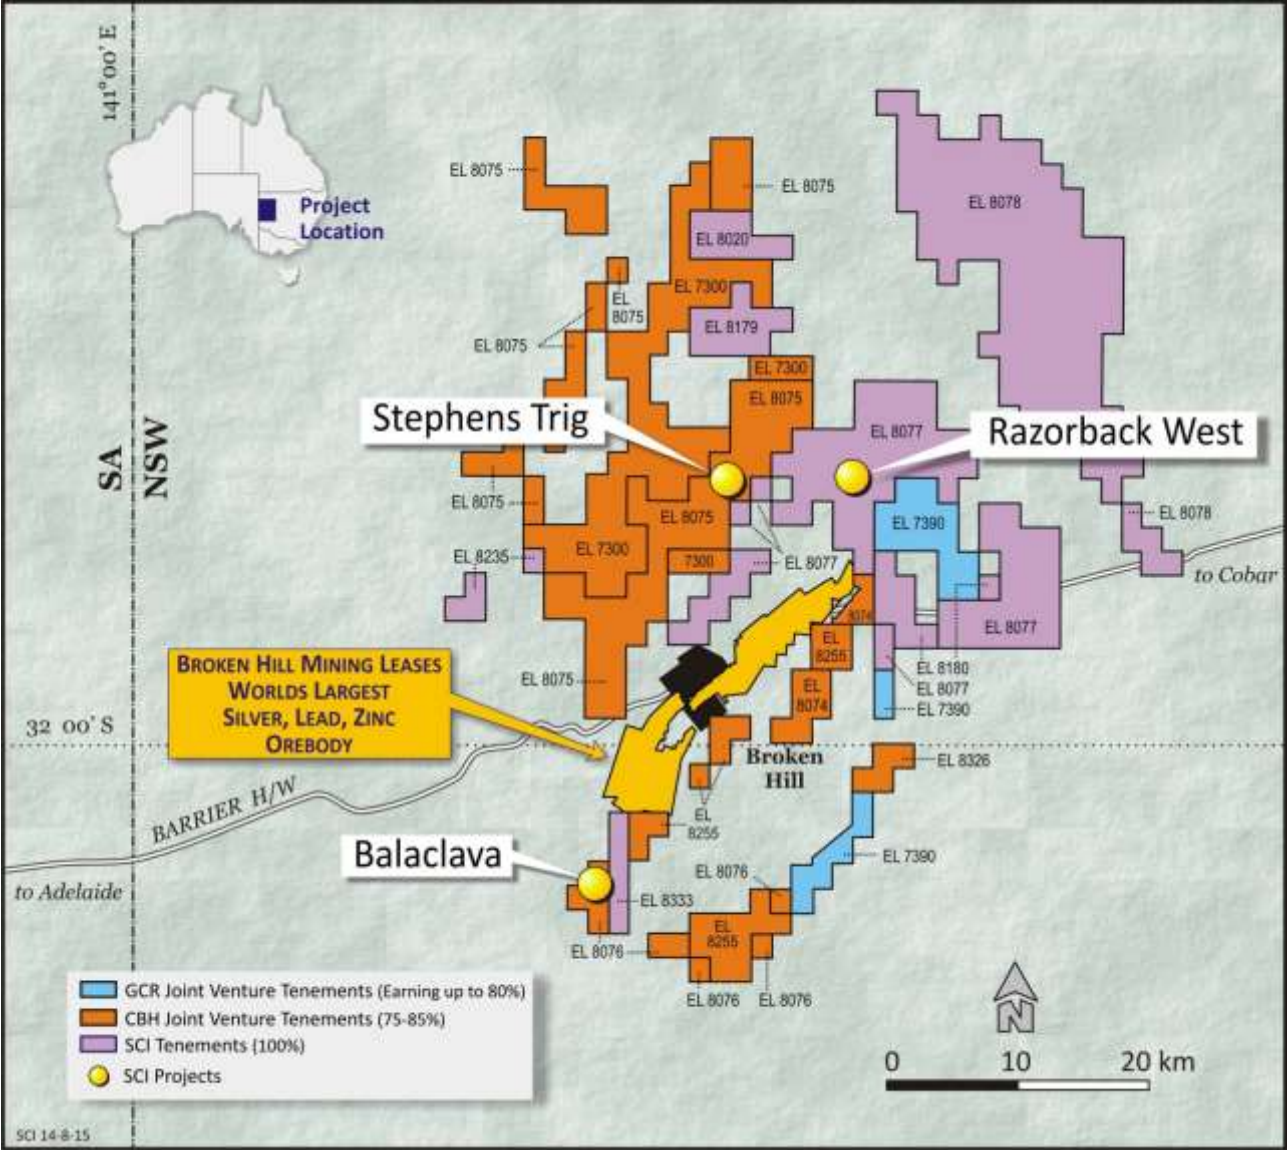 141°00' E
Project
Location
EL 8075
EL 8075
EL 8078
EL 8020
EL 7300
EL
8075
EL 8179
EL 8075
EL 7300
EL 8075
Stephens Trig
EL 8077
Razorback West
SA
NSW
EL 8075
EL 8075
EL 7390
EL 8078
EL 8235
EL 7300
7300
EL 8077
to Cobar
8074
EL
8255
EL 8077
BROKEN HILL MINING LEASES
WORLDS LARGEST
SILVER, LEAD, ZINC
OREBODY
EL 8075
EL 8180
EL
8074
EL 8077
EL 7390
32 00' S
Broken
Hill
EL 8326
BARRIER H/W
EL
8255
Balaclava
EL 7390
EL 8076
to Adelaide
EL 8333
EL
8255
EL 8076
EL 8076
EL 8076
GCR Joint Venture Tenements (Earning up to 80%)
CBH Joint Venture Tenements (75-85%)
SCI Tenements (100%)
SCI Projects
N
0 10 20 km
SCI 14-8-15